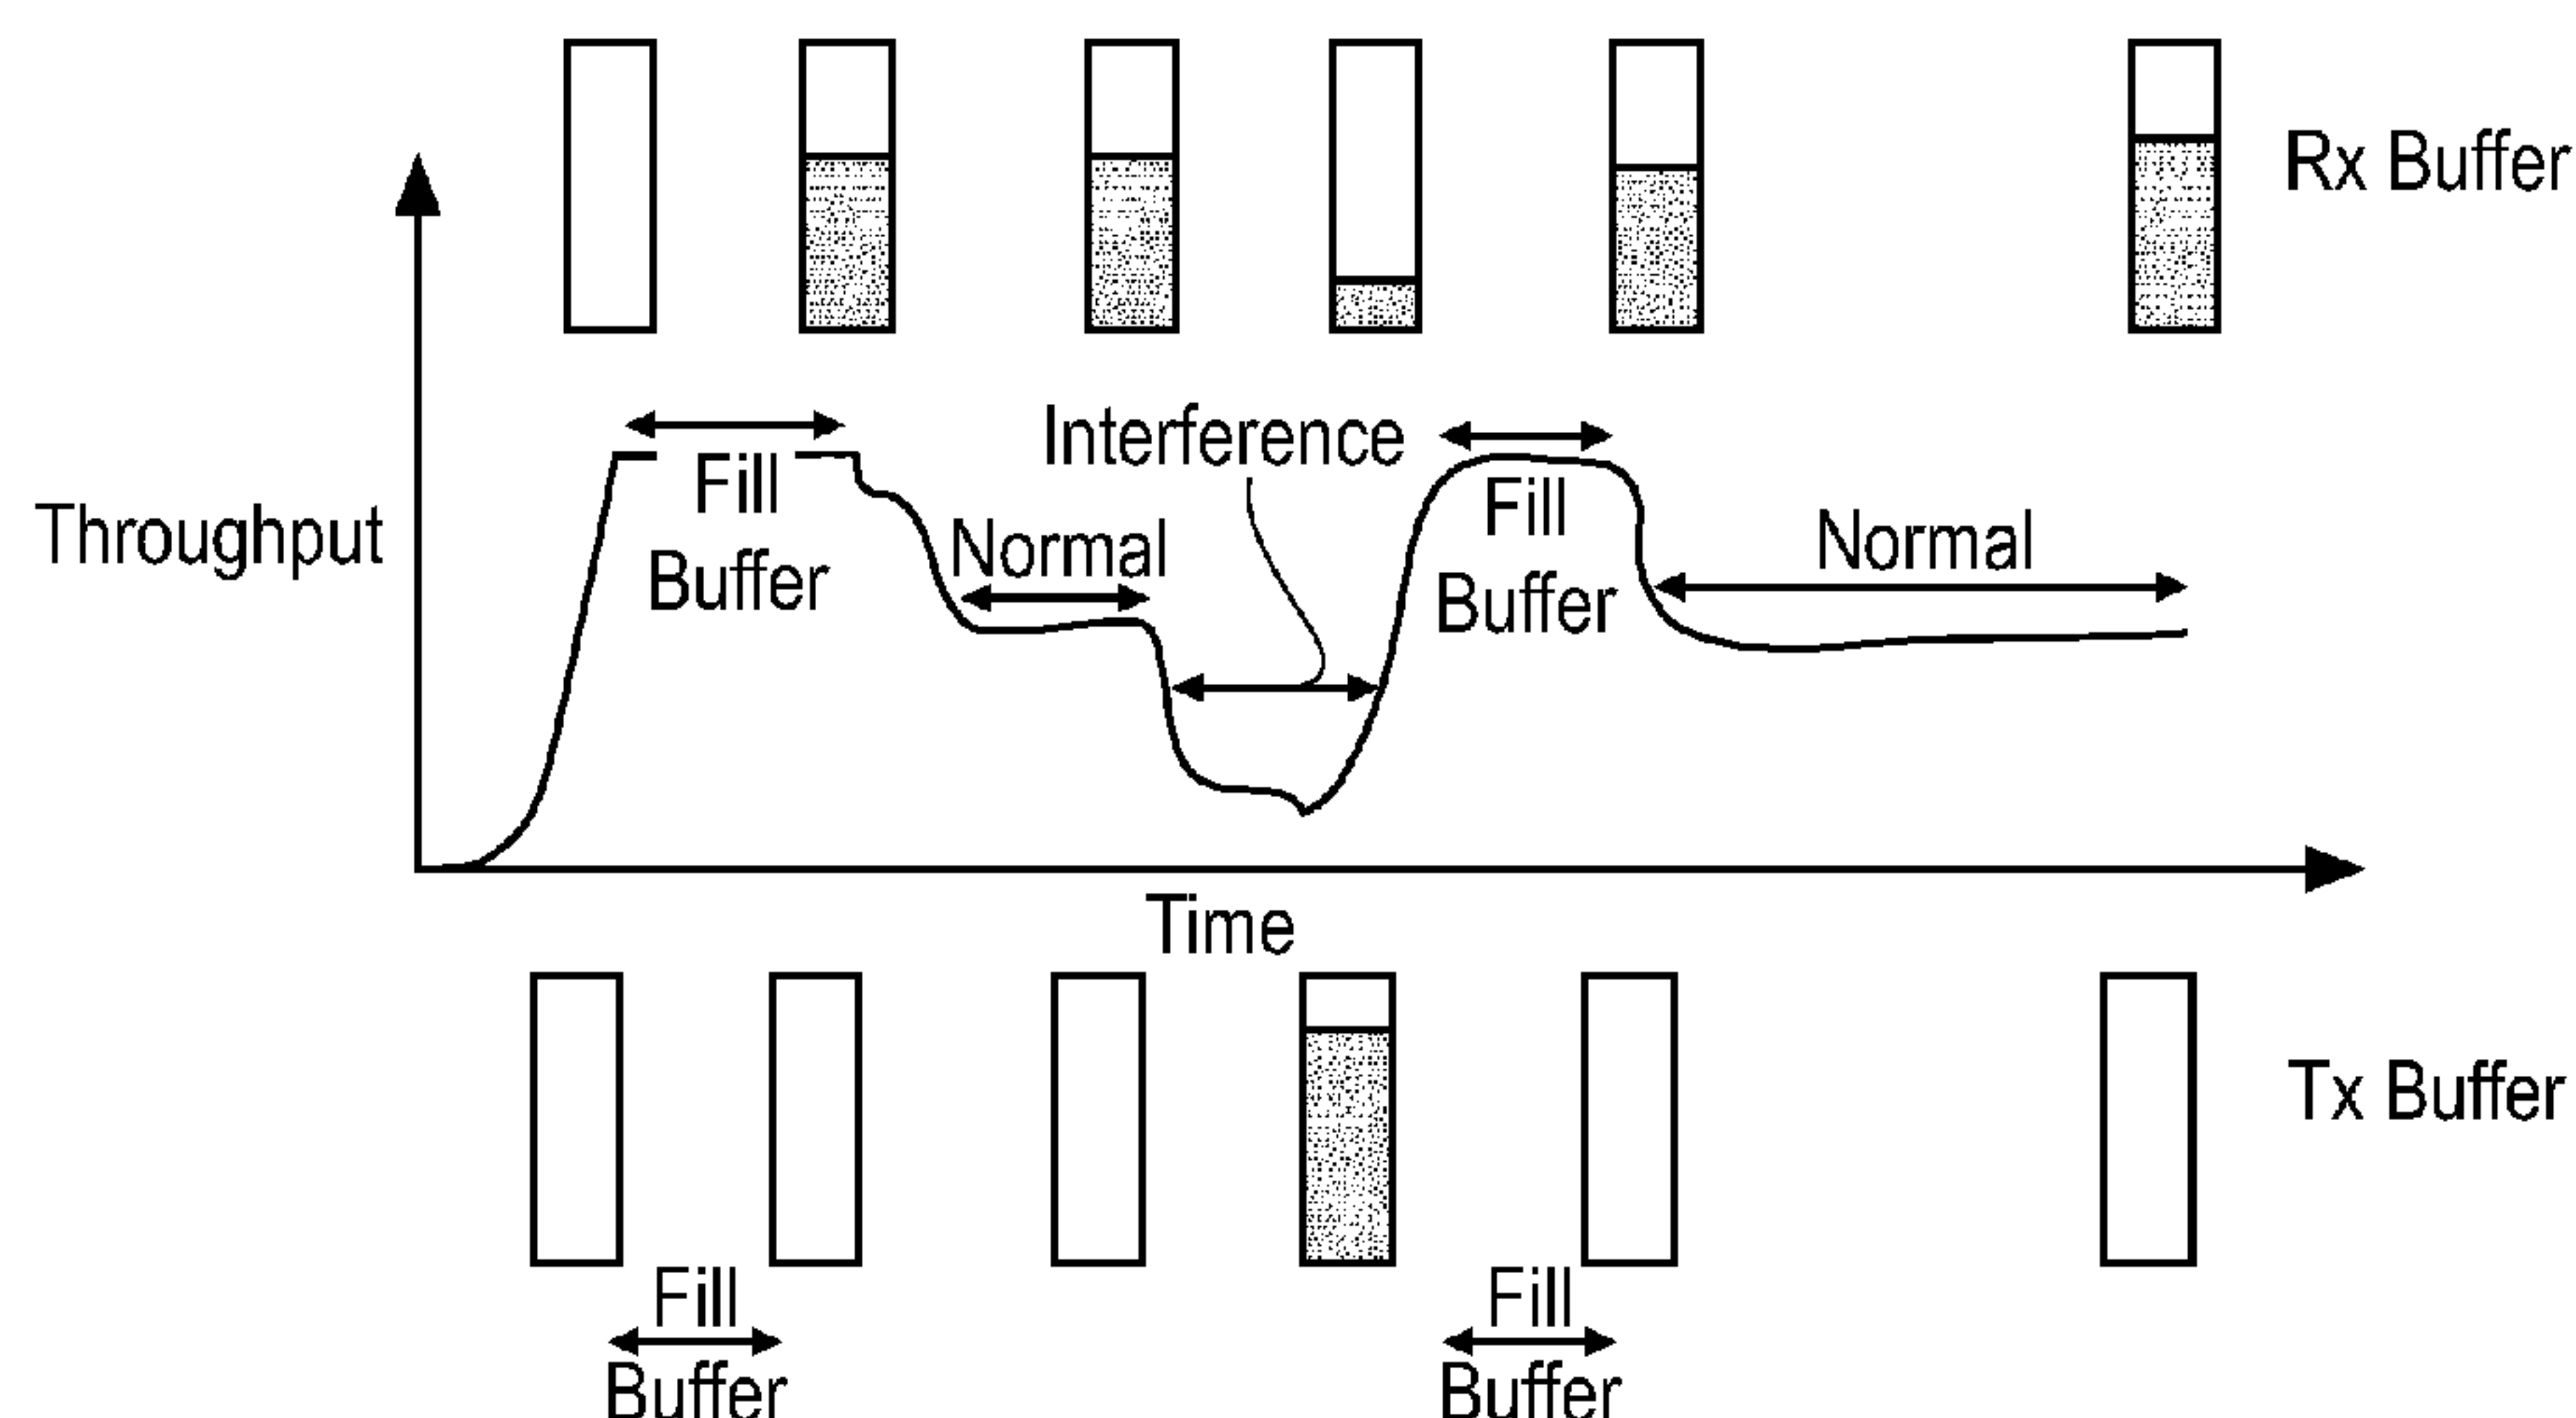 Rx Buffer
Interference
Fill
Buffer
Fill
Buffer
Throughput
Normal
Normal
Time
Tx Buffer
Fill
Buffer
Fill
Buffer